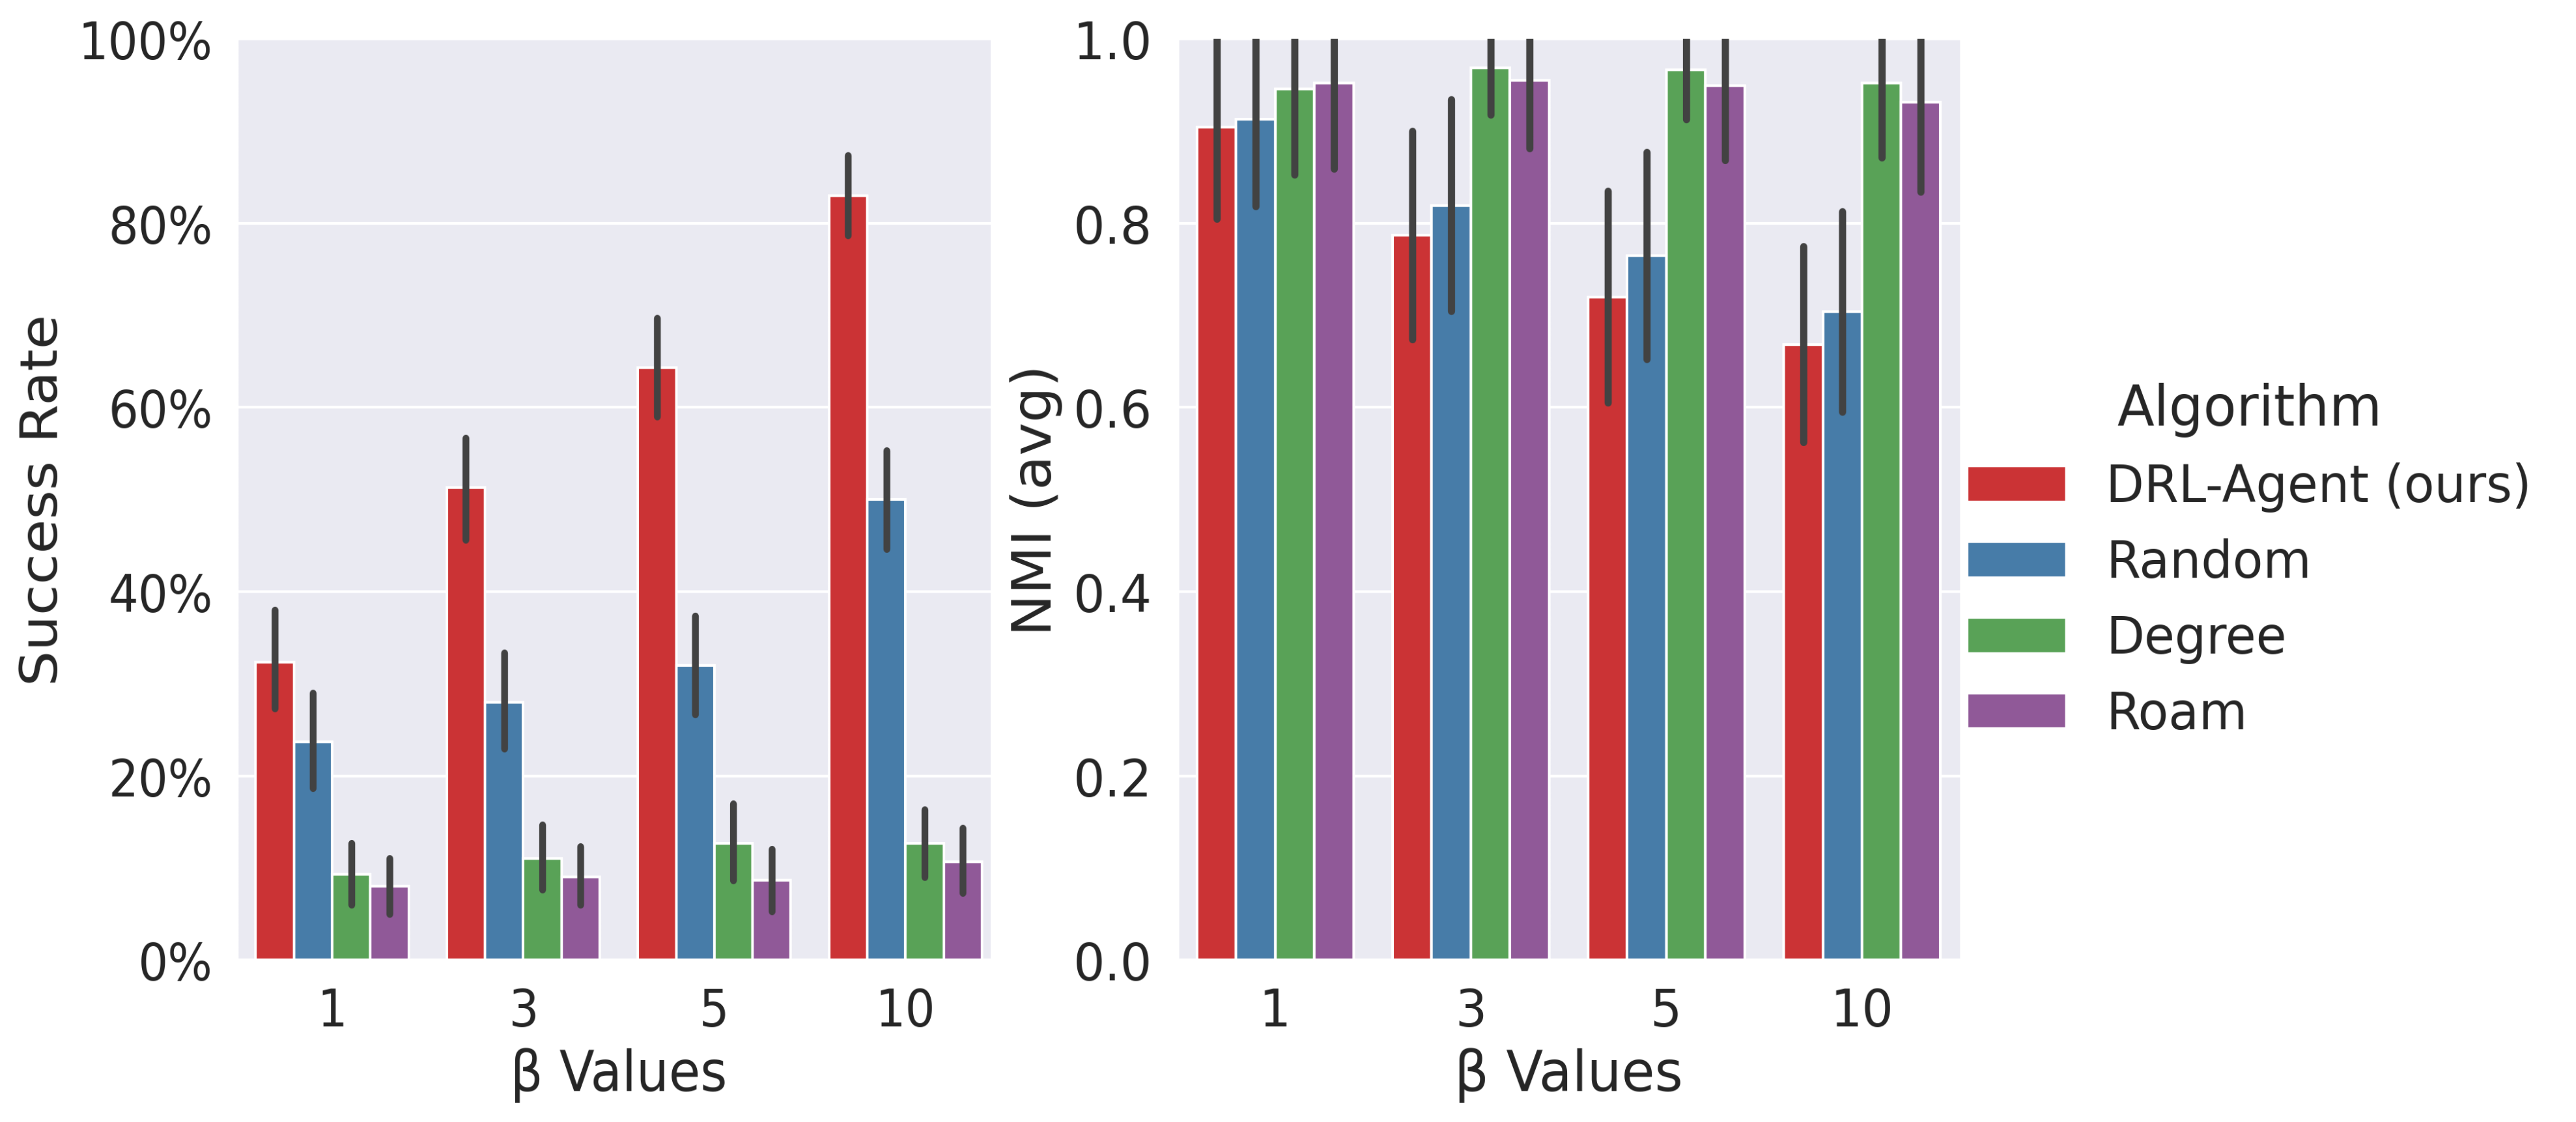 100%
80%
60%
40%
20%
0%
Success Rate
1 3 5 10
β Values
1.0
0.8
0.6
0.4
0.2
0.0
NMI (avg)
1 3 5 10
β Values
Algorithm
DRL-Agent (ours)
Random
Degree
Roam